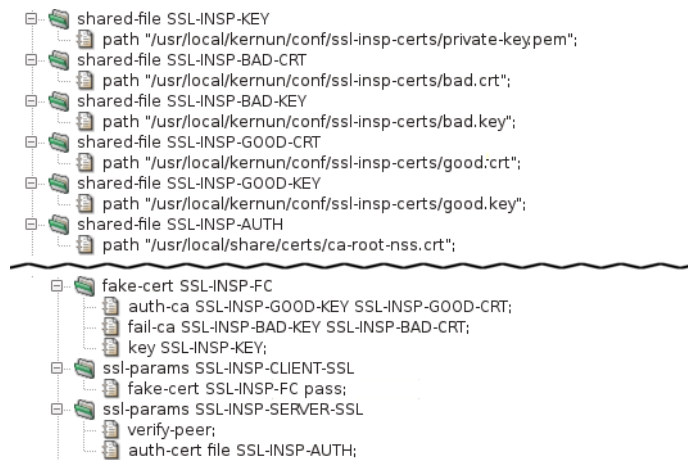 shared-file SSL-INSP-KEY
path "/usr/local/kernun/conf/ssl-insp-certs/private-key.pem";
shared-file SSL-INSP-BAD-CRT
path "/usr/local/kernun/conf/ssl-insp-certs/bad.crt";
shared-file SSL-INSP-BAD-KEY
path "/usr/local/kernun/conf/ssl-insp-certs/bad.key";
shared-file SSL-INSP-GOOD-CRT
path "/usr/local/kernun/conf/ssl-insp-certs/good.crt";
shared-file SSL-INSP-GOOD-KEY
path "/usr/local/kernun/conf/ssl-insp-certs/good.key";
shared-file SSL-INSP-AUTH
path "/usr/local/share/certs/ca-root-nss.crt";
fake-cert SSL-INSP-FC
auth-ca SSL-INSP-GOOD-KEY SSL-INSP-GOOD-CRT;
fail-ca SSL-INSP-BAD-KEY SSL-INSP-BAD-CRT;
key SSL-INSP-KEY;
ssl-params SSL-INSP-CLIENT-SSL
fake-cert SSL-INSP-FC pass;
ssl-params SSL-INSP-SERVER-SSL
verify-peer;
auth-cert file SSL-INSP-AUTH;